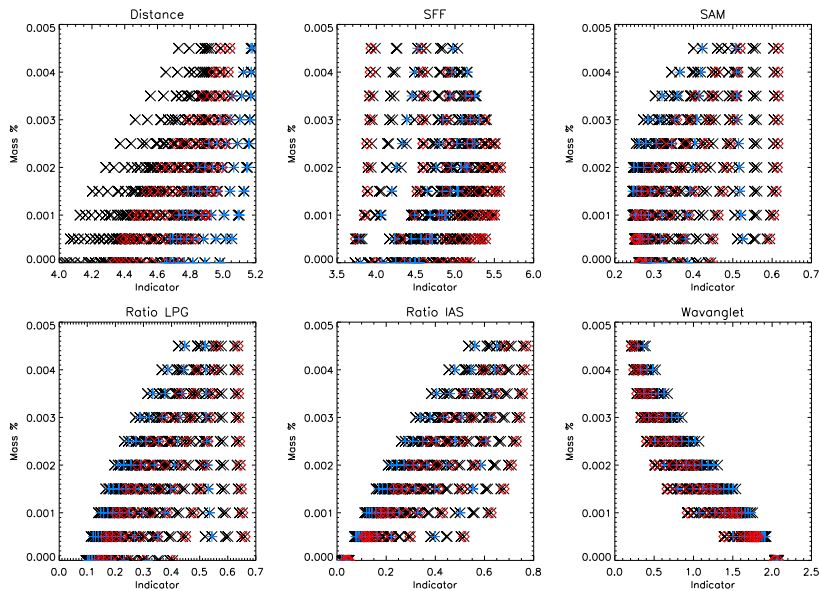 Distance
0.005
0.004
0.003
0.002
0.001
0.000
Mass %
4.0 4.2 4.4 4.6 4.8 5.0 5.2
Indicator
SFF
0.005
0.004
0.003
0.002
0.001
0.000
Mass %
3.5 4.0 4.5 5.0 5.5 6.0
Indicator
SAM
0.005
0.004
0.003
0.002
0.001
0.000
Mass %
0.2 0.3 0.4 0.5 0.6 0.7
Indicator
Ratio LPG
0.005
0.004
0.003
0.002
0.001
0.000
Mass %
0.0 0.1 0.2 0.3 0.4 0.5 0.6 0.7
Indicator
Ratio IAS
0.005
0.004
0.003
0.002
0.001
0.000
Mass %
0.0 0.2 0.4 0.6 0.8
Indicator
Wavanglet
0.005
0.004
0.003
0.002
0.001
0.000
Mass %
0.0 0.5 1.0 1.5 2.0 2.5
Indicator